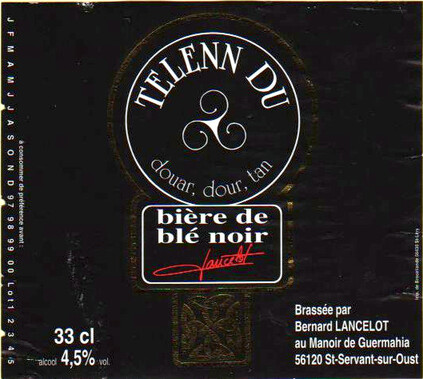 TELENN DU
douar, dour, tan
bière de
blé noir
Lancelot
33 cl
alcool 4,5% vol.
Brassée par
Bernard LANCELOT
au Manoir de Guermahia
56120 St-Servant-sur-Oust
à consommer de préférence avant :
J F M A M J J A S O N D 97 98 99 00 Lot 1 2 3 4 5